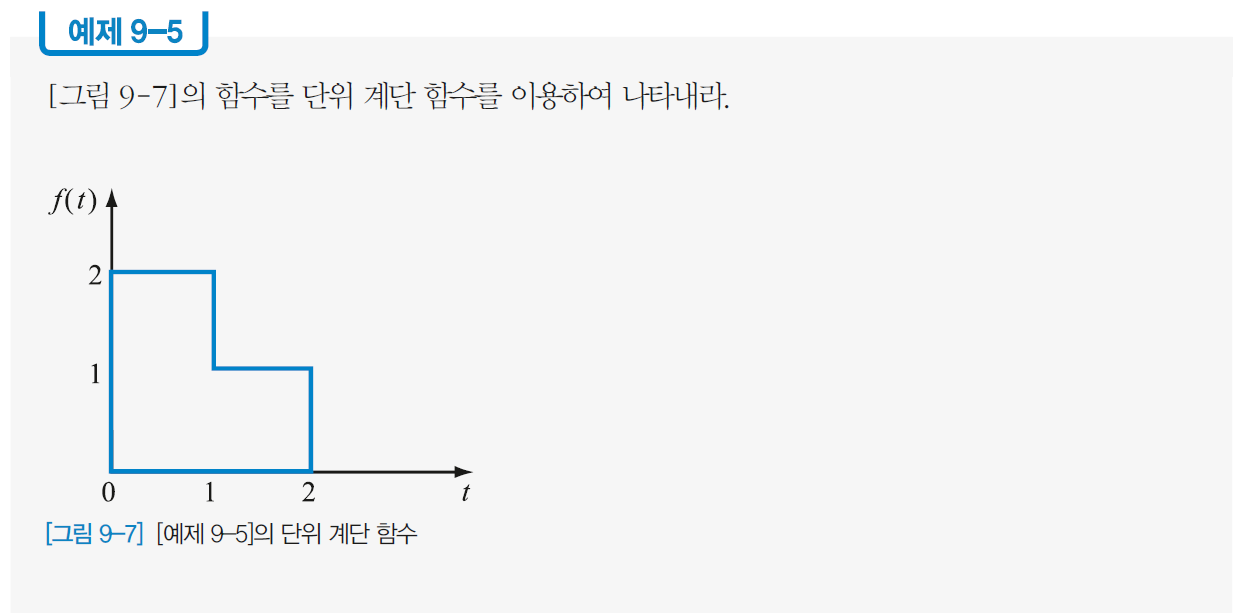 예제 9-5
[그림 9-7]의 함수를 단위 계단 함수를 이용하여 나타내라.
f(t)
2
1
0 1 2 t
[그림 9-7] [예제 9-5]의 단위 계단 함수